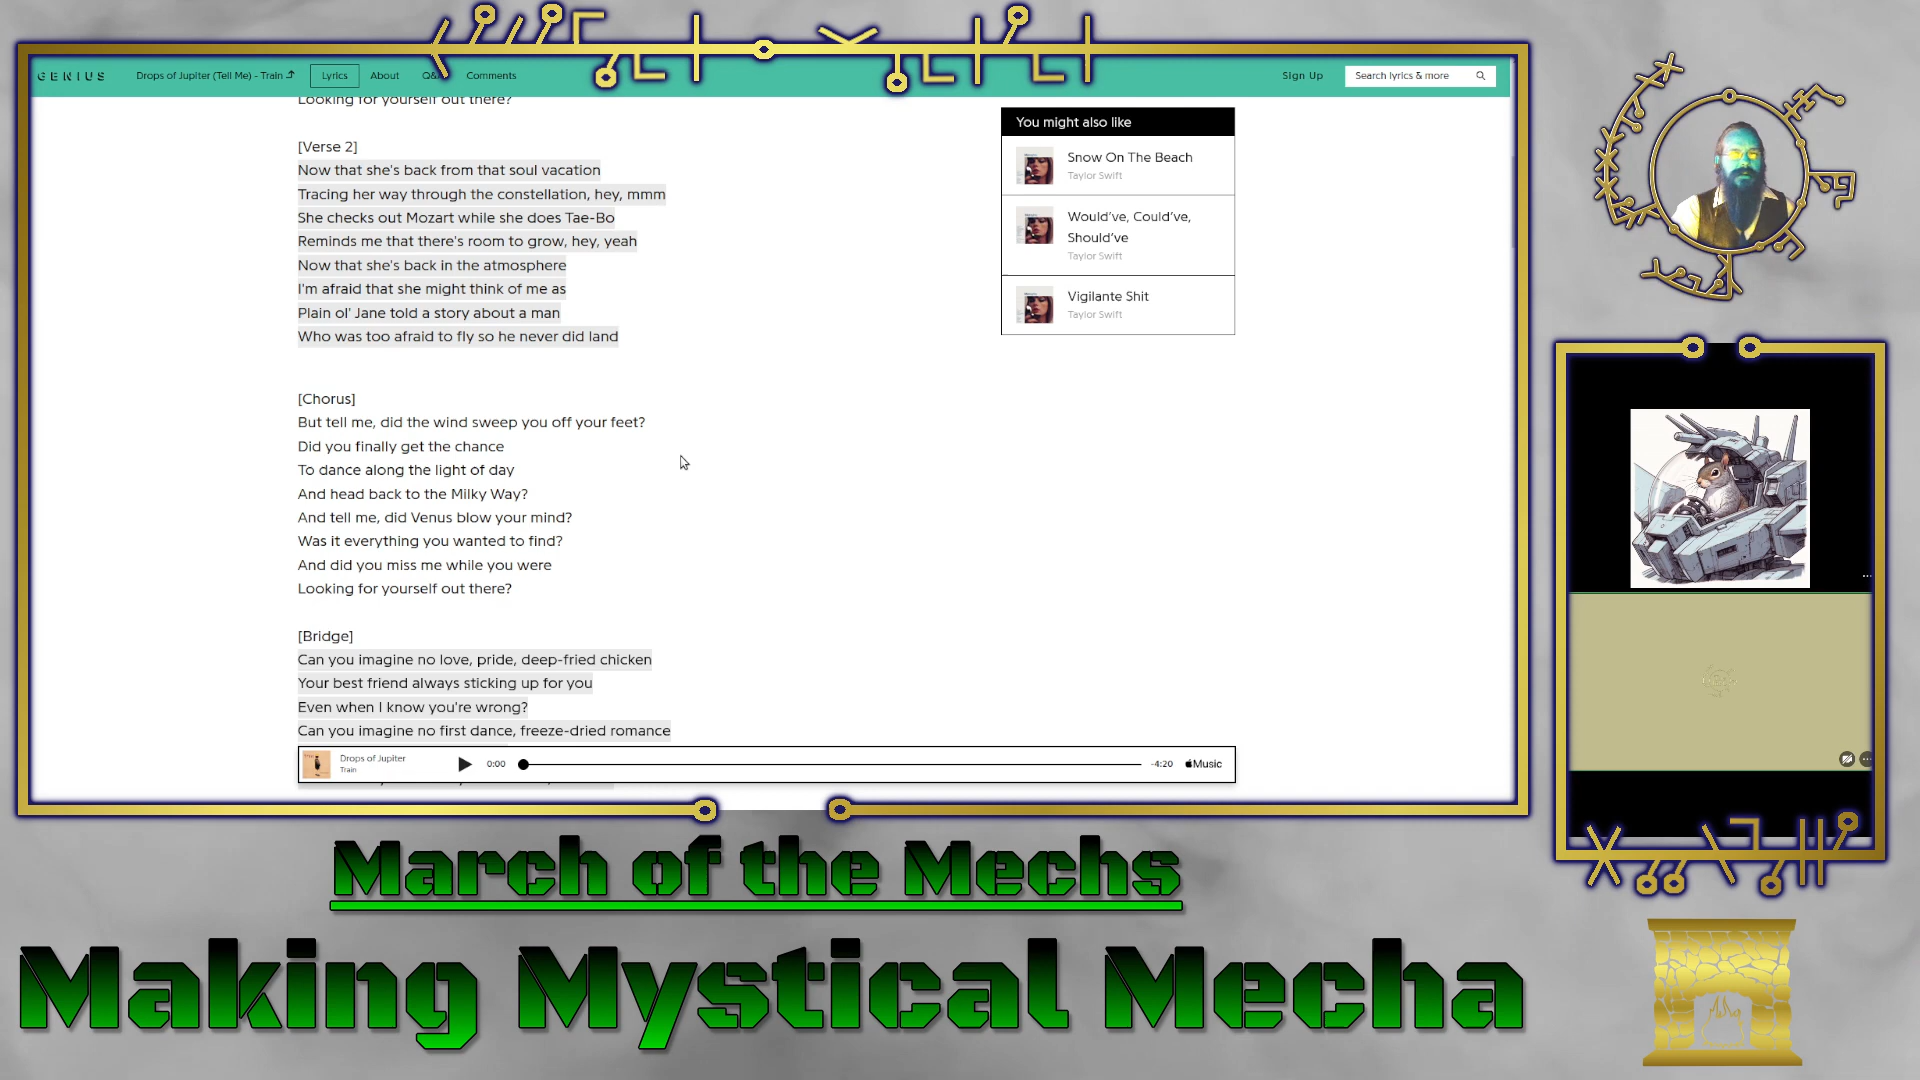 GENIUS
Drops of Jupiter (Tell Me) - Train
Lyrics
About
Q&
Comments
Sign Up
Search lyrics & more
Looking for yourself out there?
[Verse 2]
Now that she's back from that soul vacation
Tracing her way through the constellation, hey, mmm
She checks out Mozart while she does Tae-Bo
Reminds me that there's room to grow, hey, yeah
Now that she's back in the atmosphere
I'm afraid that she might think of me as
Plain ol' Jane told a story about a man
Who was too afraid to fly so he never did land
[Chorus]
But tell me, did the wind sweep you off your feet?
Did you finally get the chance
To dance along the light of day
And head back to the Milky Way?
And tell me, did Venus blow your mind?
Was it everything you wanted to find?
And did you miss me while you were
Looking for yourself out there?
[Bridge]
Can you imagine no love, pride, deep-fried chicken
Your best friend always sticking up for you
Even when I know you're wrong?
Can you imagine no first dance, freeze-dried romance
You might also like
Snow On The Beach
Taylor Swift
Would've, Could've,
Should've
Taylor Swift
Vigilante Shit
Taylor Swift
Drops of Jupiter
Train
0:00
-4:20
Music
March of the Mechs
Making Mystical Mecha